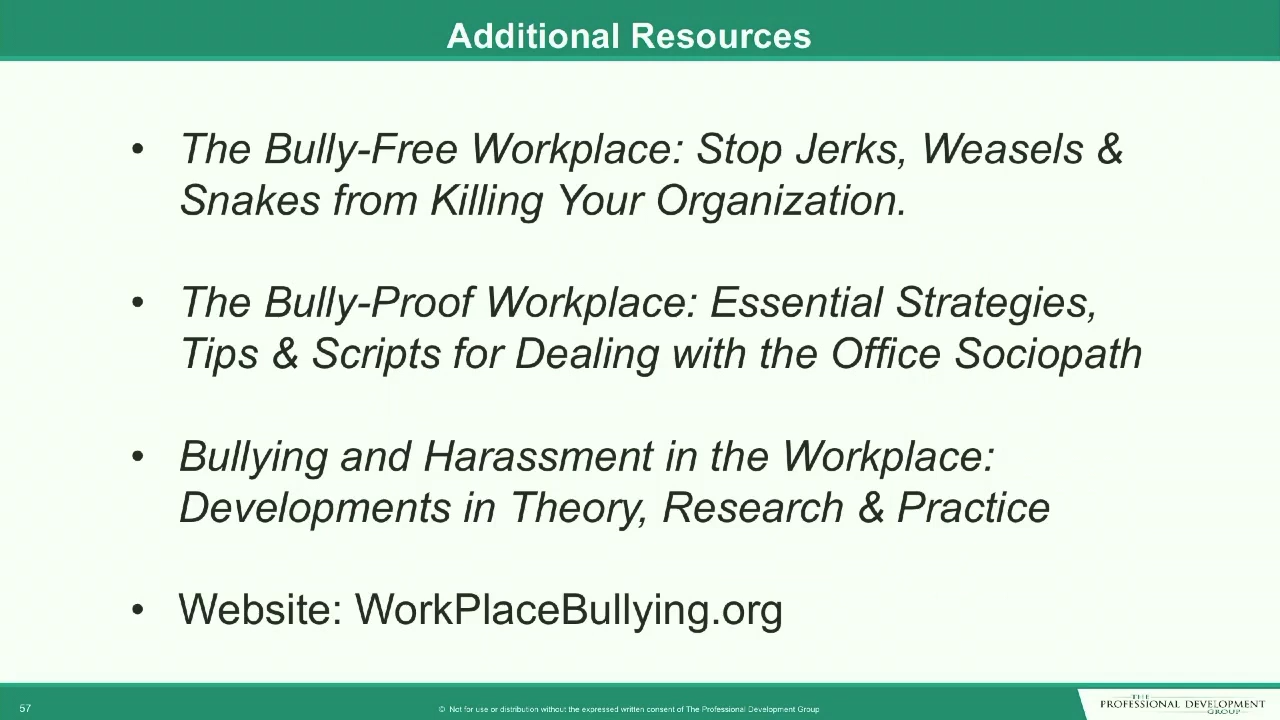 Additional Resources
• The Bully-Free Workplace: Stop Jerks, Weasels &
Snakes from Killing Your Organization.
• The Bully-Proof Workplace: Essential Strategies,
Tips & Scripts for Dealing with the Office Sociopath
• Bullying and Harassment in the Workplace:
Developments in Theory, Research & Practice
• Website: WorkPlaceBullying.org
57
© Not for use or distribution without the expressed written consent of The Professional Development Group
THE
PROFESSIONAL DEVELOPMENT
GROUP